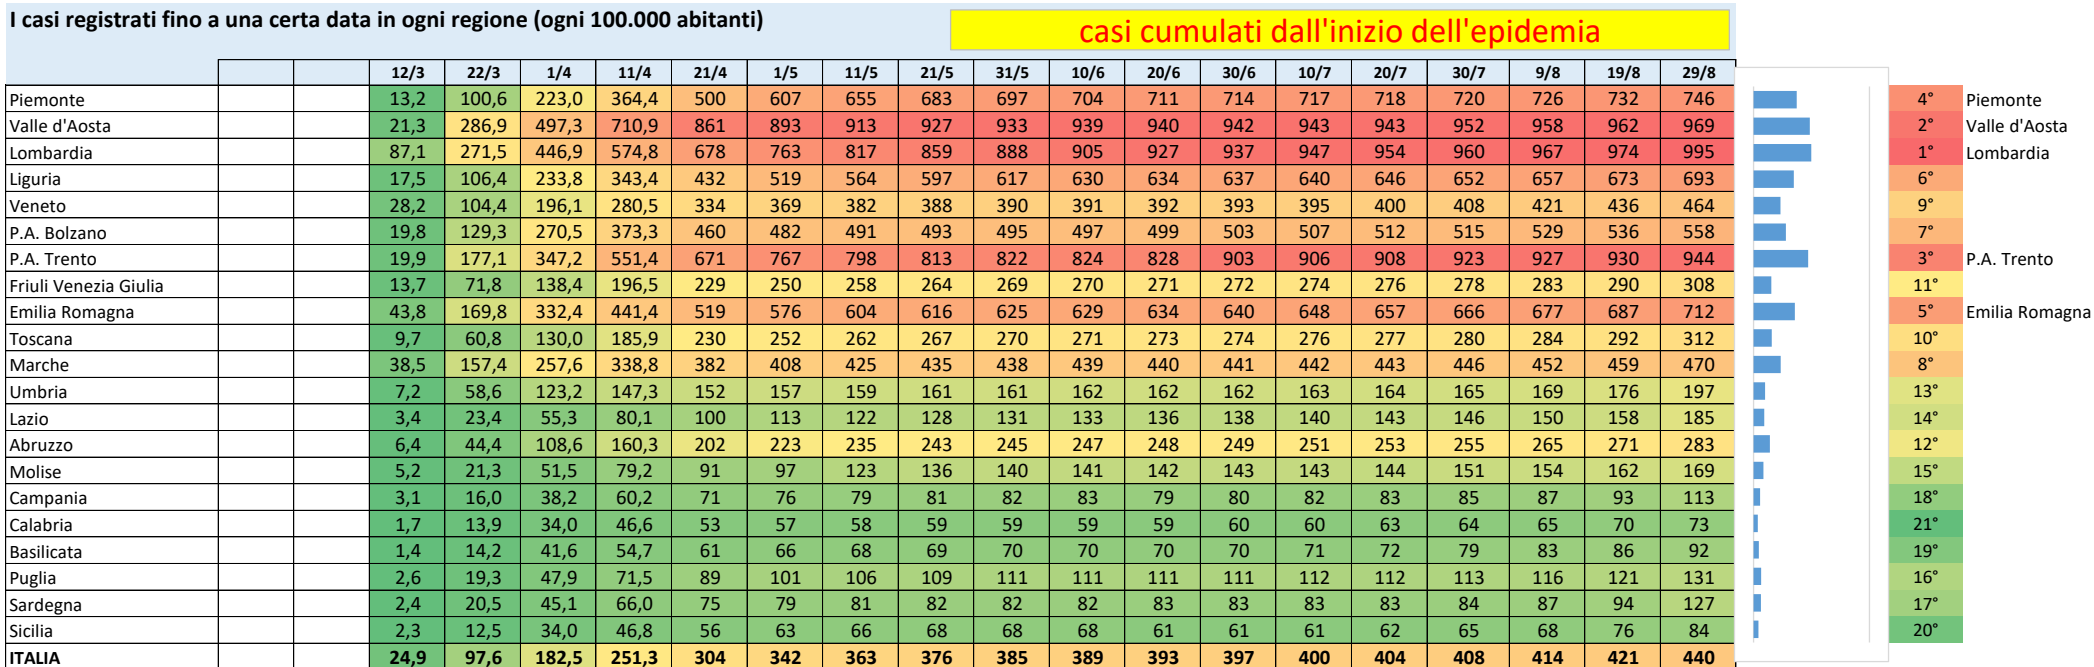 I casi registrati fino a una certa data in ogni regione (ogni 100.000 abitanti)
casi cumulati dall'inizio dell'epidemia
12/3 22/3 1/4 11/4 21/4 1/5 11/5 21/5 31/5 10/6 20/6 30/6 10/7 20/7 30/7 9/8 19/8 29/8
Piemonte 13,2 100,6 223,0 364,4 500 607 655 683 697 704 711 714 717 718 720 726 732 746 4° Piemonte
Valle d'Aosta 21,3 286,9 497,3 710,9 861 893 913 927 933 939 940 942 943 943 952 958 962 969 2° Valle d'Aosta
Lombardia 87,1 271,5 446,9 574,8 678 763 817 859 888 905 927 937 947 954 960 967 974 995 1° Lombardia
Liguria 17,5 106,4 233,8 343,4 432 519 564 597 617 630 634 637 640 646 652 657 673 693 6°
Veneto 28,2 104,4 196,1 280,5 334 369 382 388 390 391 392 393 395 400 408 421 436 464 9°
P.A. Bolzano 19,8 129,3 270,5 373,3 460 482 491 493 495 497 499 503 507 512 515 529 536 558 7°
P.A. Trento 19,9 177,1 347,2 551,4 671 767 798 813 822 824 828 903 906 908 923 927 930 944 3° P.A. Trento
Friuli Venezia Giulia 13,7 71,8 138,4 196,5 229 250 258 264 269 270 271 272 274 276 278 283 290 308 11°
Emilia Romagna 43,8 169,8 332,4 441,4 519 576 604 616 625 629 634 640 648 657 666 677 687 712 5° Emilia Romagna
Toscana 9,7 60,8 130,0 185,9 230 252 262 267 270 271 273 274 276 277 280 284 292 312 10°
Marche 38,5 157,4 257,6 338,8 382 408 425 435 438 439 440 441 442 443 446 452 459 470 8°
Umbria 7,2 58,6 123,2 147,3 152 157 159 161 161 162 162 162 163 164 165 169 176 197 13°
Lazio 3,4 23,4 55,3 80,1 100 113 122 128 131 133 136 138 140 143 146 150 158 185 14°
Abruzzo 6,4 44,4 108,6 160,3 202 223 235 243 245 247 248 249 251 253 255 265 271 283 12°
Molise 5,2 21,3 51,5 79,2 91 97 123 136 140 141 142 143 143 144 151 154 162 169 15°
Campania 3,1 16,0 38,2 60,2 71 76 79 81 82 83 79 80 82 83 85 87 93 113 18°
Calabria 1,7 13,9 34,0 46,6 53 57 58 59 59 59 59 60 60 63 64 65 70 73 21°
Basilicata 1,4 14,2 41,6 54,7 61 66 68 69 70 70 70 70 71 72 79 83 86 92 19°
Puglia 2,6 19,3 47,9 71,5 89 101 106 109 111 111 111 111 112 112 113 116 121 131 16°
Sardegna 2,4 20,5 45,1 66,0 75 79 81 82 82 82 83 83 83 83 84 87 94 127 17°
Sicilia 2,3 12,5 34,0 46,8 56 63 66 68 68 68 61 61 61 62 65 68 76 84 20°
ITALIA 24,9 97,6 182,5 251,3 304 342 363 376 385 389 393 397 400 404 408 414 421 440